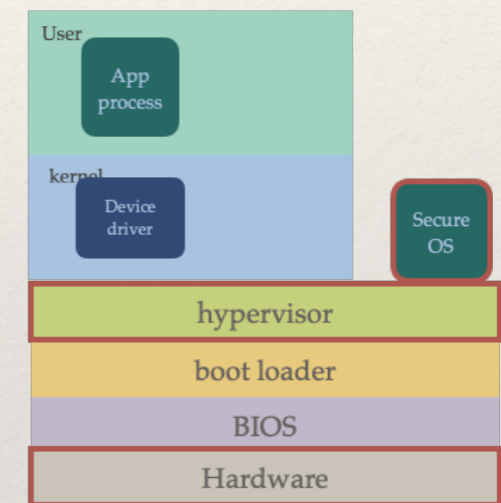 User
App
process
kernel
Device
driver
Secure
OS
hypervisor
boot loader
BIOS
Hardware